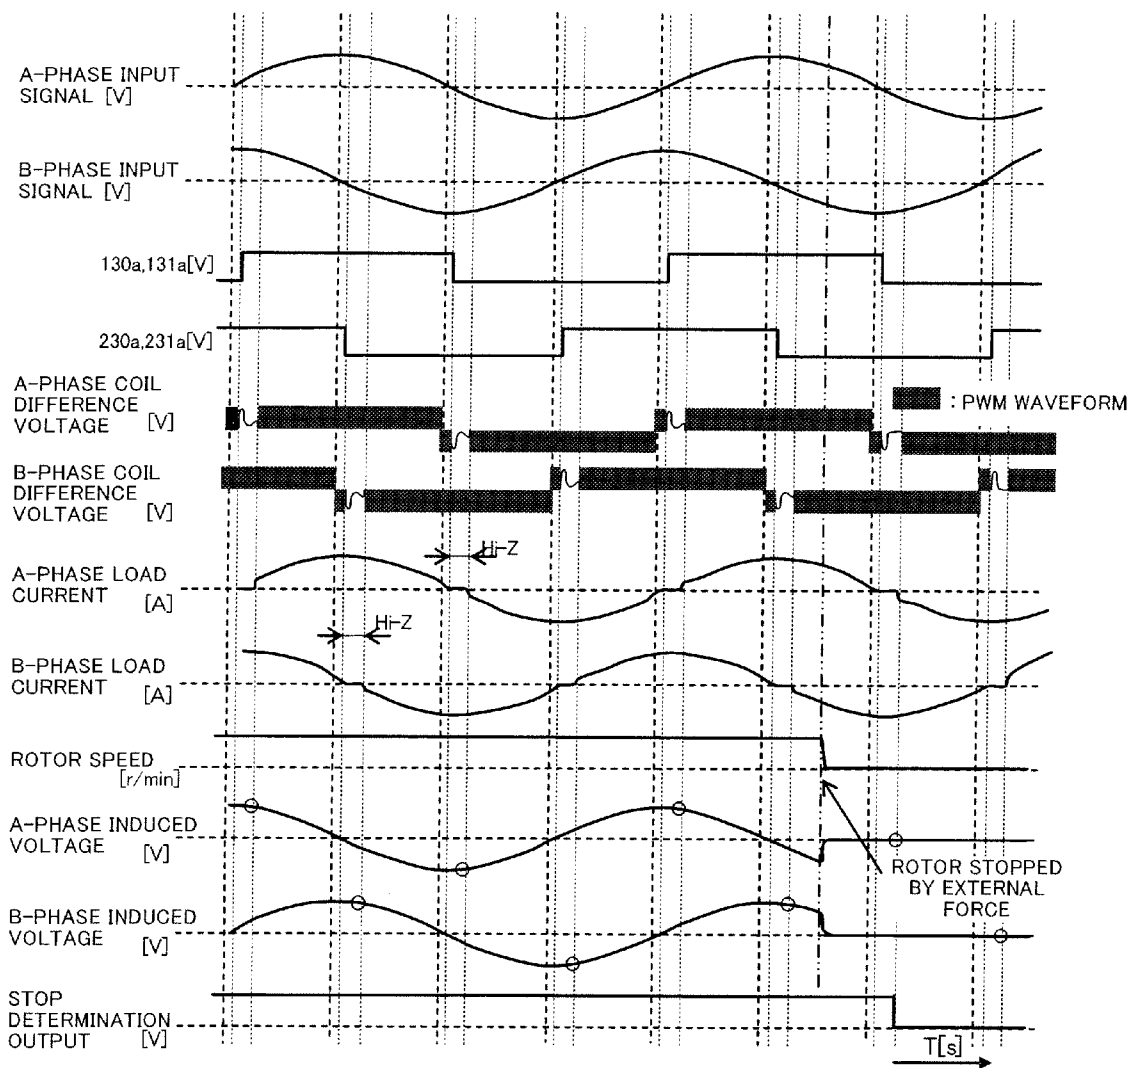 A-PHASE INPUT
SIGNAL [V]
B-PHASE INPUT
SIGNAL [V]
130a,131a[V]
230a,231a[V]
A-PHASE COIL
DIFFERENCE
VOLTAGE [V]
: PWM WAVEFORM
B-PHASE COIL
DIFFERENCE
VOLTAGE [V]
Hi-Z
A-PHASE LOAD
CURRENT [A]
Hi-Z
B-PHASE LOAD
CURRENT [A]
ROTOR SPEED
[r/min]
A-PHASE INDUCED
VOLTAGE [V]
ROTOR STOPPED
BY EXTERNAL
FORCE
B-PHASE INDUCED
VOLTAGE [V]
STOP
DETERMINATION
OUTPUT [V]
T[s]